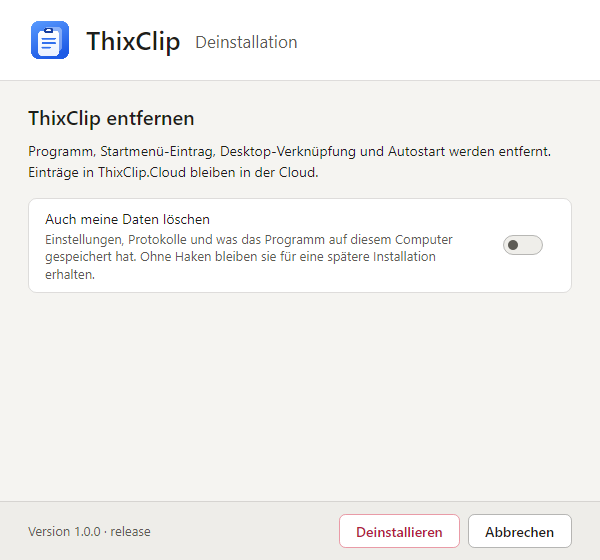 ThixClip Deinstallation
ThixClip entfernen
Programm, Startmenü-Eintrag, Desktop-Verknüpfung und Autostart werden entfernt.
Einträge in ThixClip.Cloud bleiben in der Cloud.
Auch meine Daten löschen
Einstellungen, Protokolle und was das Programm auf diesem Computer
gespeichert hat. Ohne Haken bleiben sie für eine spätere Installation
erhalten.
Version 1.0.0 · release
Deinstallieren
Abbrechen